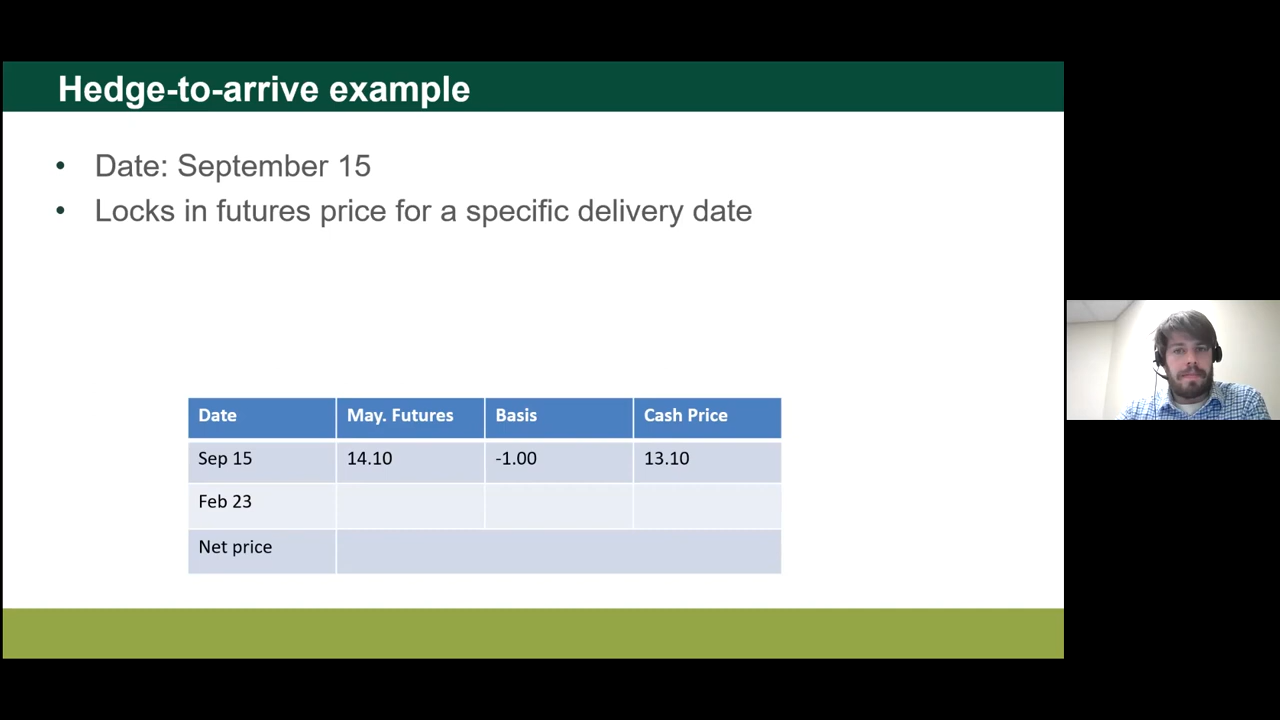 Hedge-to-arrive example
• Date: September 15
• Locks in futures price for a specific delivery date
Date May. Futures Basis Cash Price
Sep 15 14.10 -1.00 13.10
Feb 23
Net price